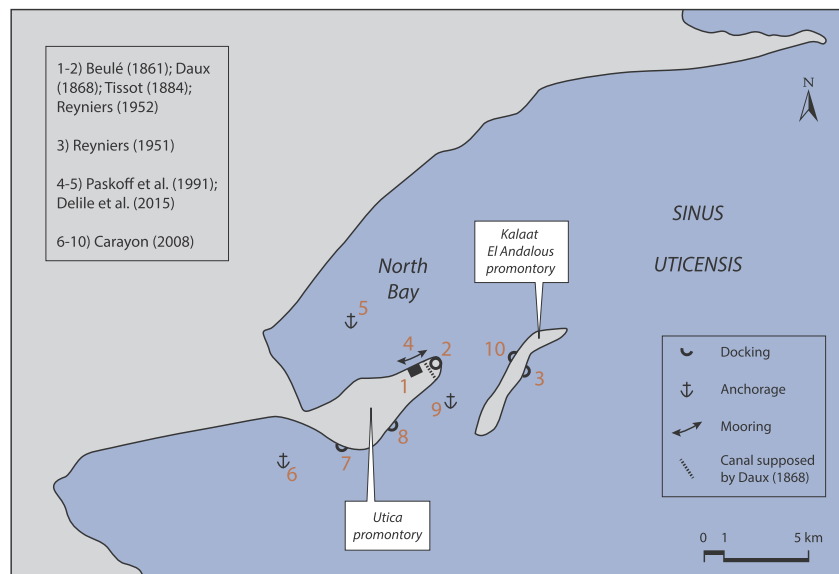 1-2) Beulé (1861); Daux
(1868); Tissot (1884);
Reyniers (1952)
3) Reyniers (1951)
4-5) Paskoff et al. (1991);
Delile et al. (2015)
6-10) Carayon (2008)
N
SINUS
UTICENSIS
Kalaat
El Andalous
promontory
North
Bay
5
4
2
10
1
3
9
8
7
6
Utica
promontory
Docking
Anchorage
Mooring
Canal supposed
by Daux (1868)
0 1 5 km